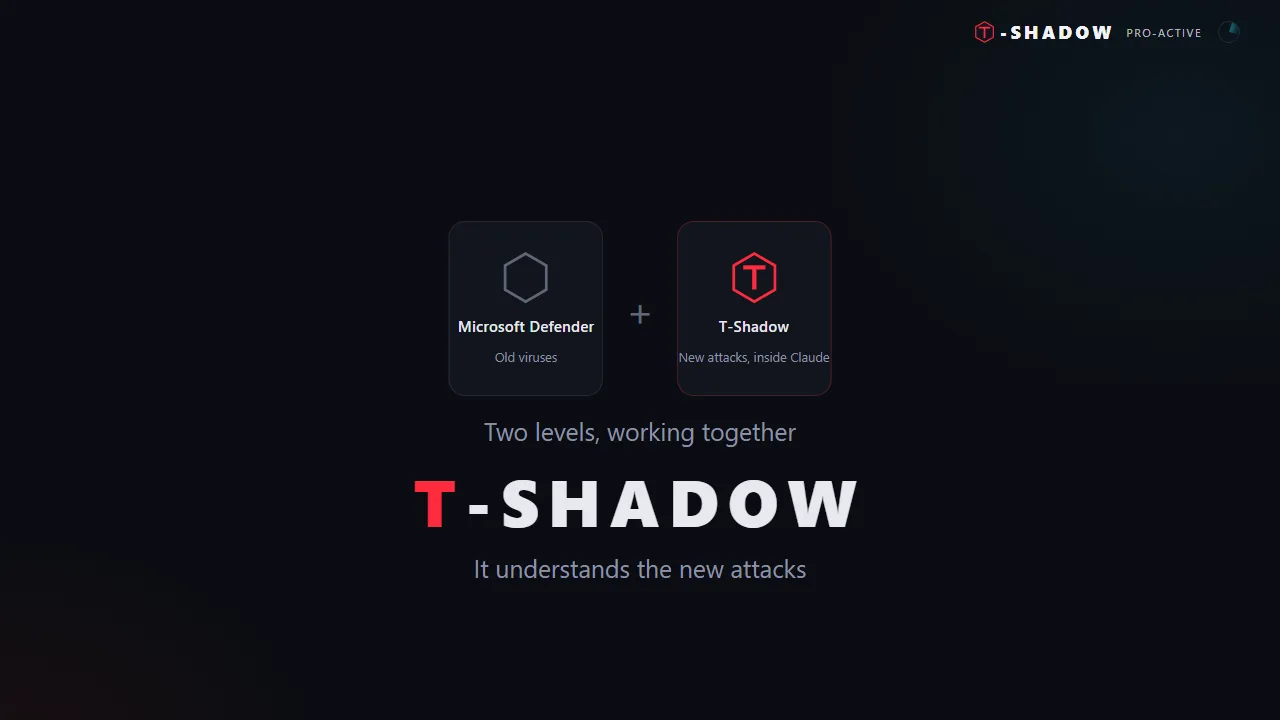 T-SHADOW PRO-ACTIVE
T
Microsoft Defender
Old viruses
+
T-Shadow
New attacks, inside Claude
Two levels, working together
T-SHADOW
It understands the new attacks